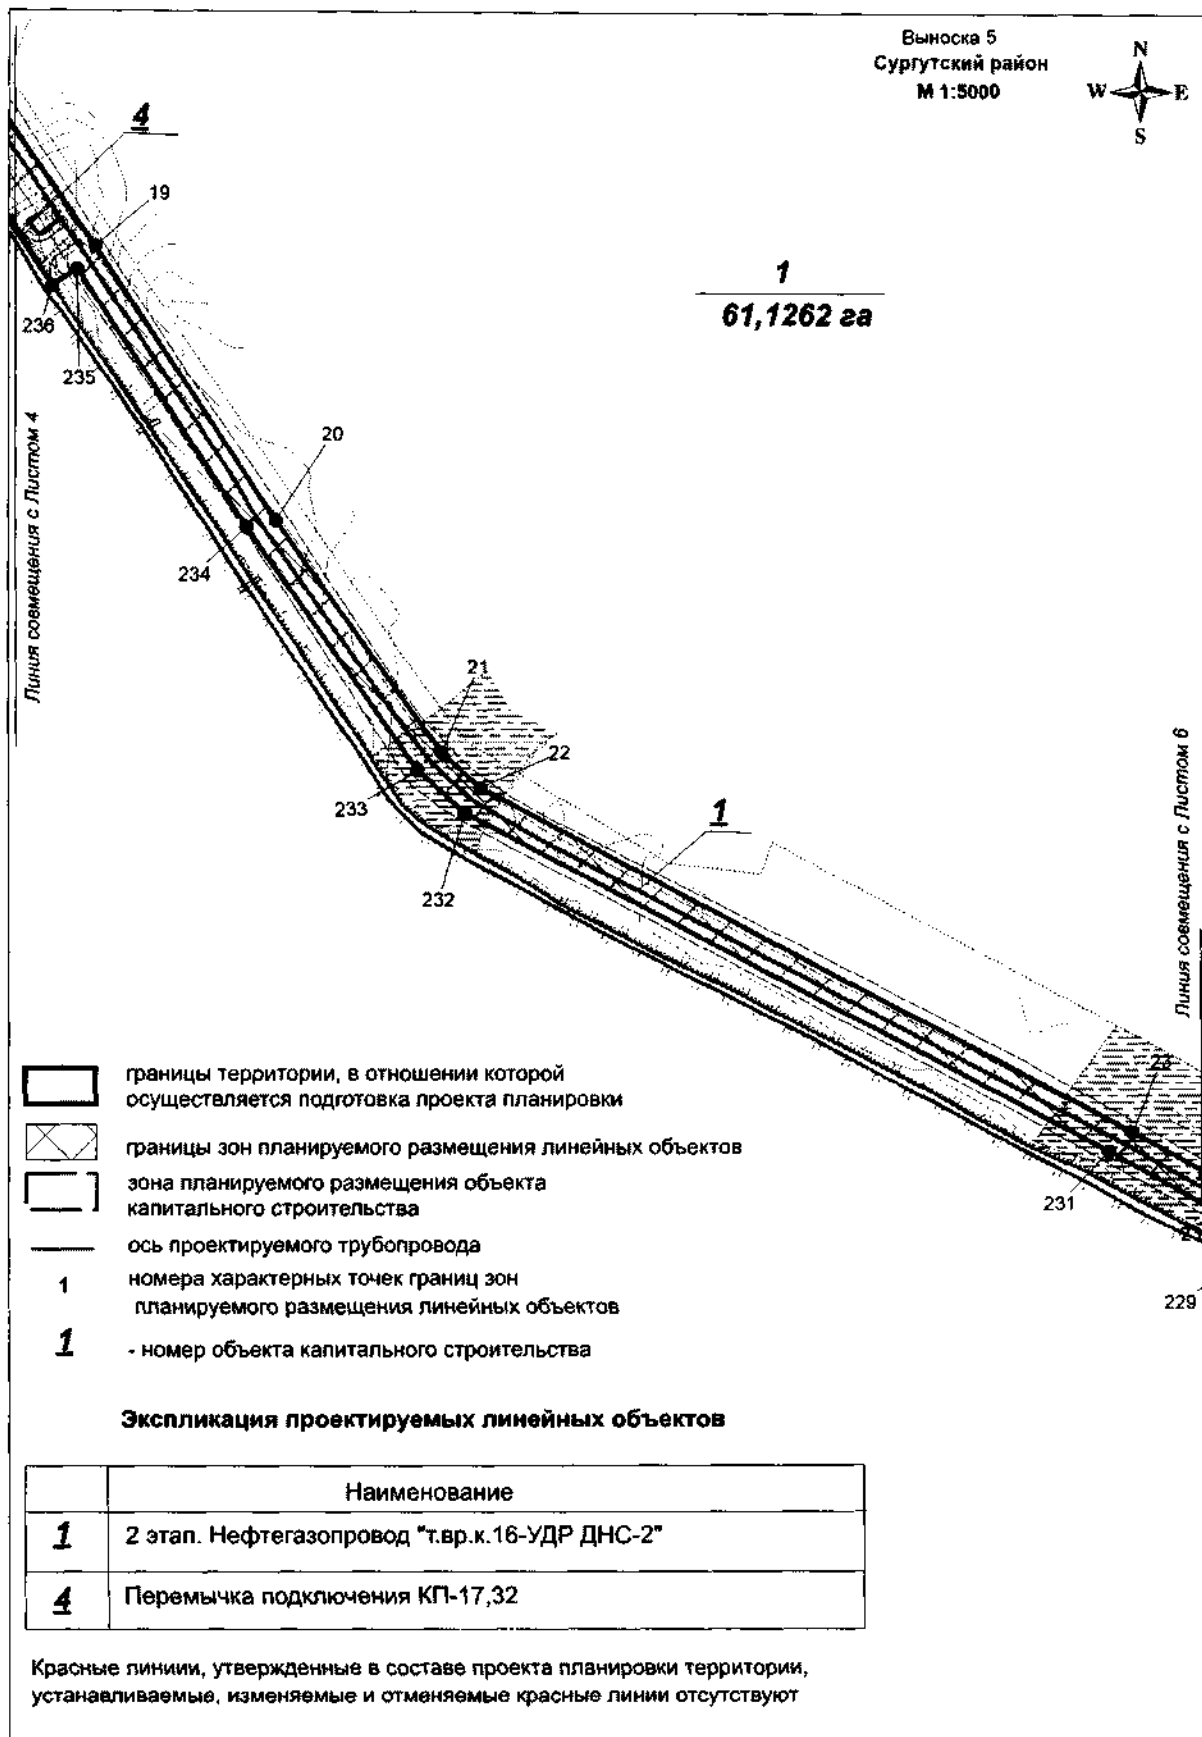 Выноска 5
Сургутский район
М 1:5000
N
W
E
S
4
19
1
61,1262 га
236
235
20
Линия совмещения с Листом 4
234
21
22
233
1
232
Линия совмещения с Листом 6
23
231
229
границы территории, в отношении которой
осуществляется подготовка проекта планировки
границы зон планируемого размещения линейных объектов
зона планируемого размещения объекта
капитального строительства
ось проектируемого трубопровода
1
номера характерных точек границ зон
планируемого размещения линейных объектов
1
- номер объекта капитального строительства
Экспликация проектируемых линейных объектов
Наименование
1
2 этап. Нефтегазопровод "т.вр.к.16-УДР ДНС-2"
4
Перемычка подключения КП-17,32
Красные линиии, утвержденные в составе проекта планировки территории,
устанавливаемые, изменяемые и отменяемые красные линии отсутствуют